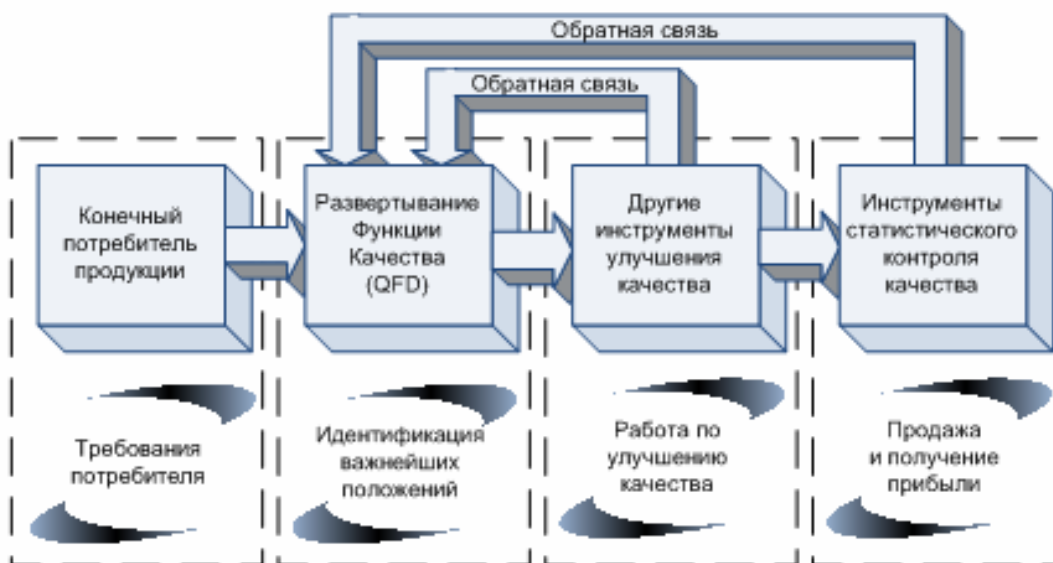 Обратная связь
Обратная связь
Конечный
потребитель
продукции
Развертывание
Функции
Качества
(QFD)
Другие
инструменты
улучшения
качества
Инструменты
статистического
контроля
качества
Требования
потребителя
Идентификация
важнейших
положений
Работа по
улучшению
качества
Продажа
и получение
прибыли